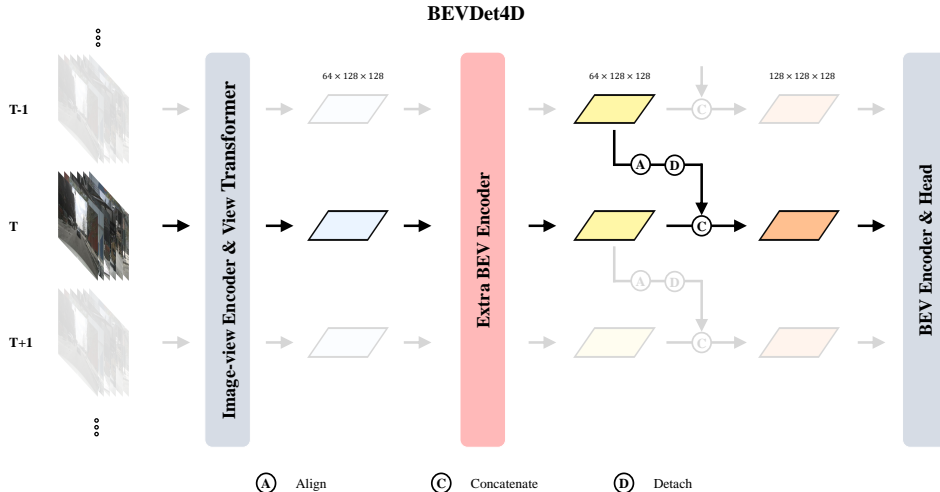 BEVDet4D
T-1
T
T+1
Image-view Encoder & View Transformer
64 × 128 × 128
Extra BEV Encoder
64 × 128 × 128
C
128 × 128 × 128
A
D
C
A
D
C
BEV Encoder & Head
A Align
C Concatenate
D Detach